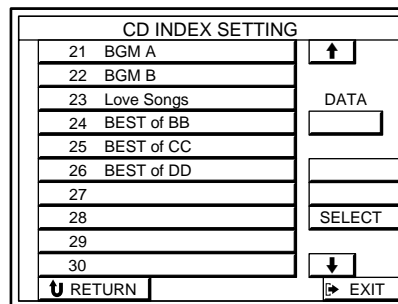 CD INDEX SETTING
21 BGM A
22 BGM B
23 Love Songs
DATA
24 BEST of BB
25 BEST of CC
26 BEST of DD
27
28
SELECT
29
30
RETURN
EXIT